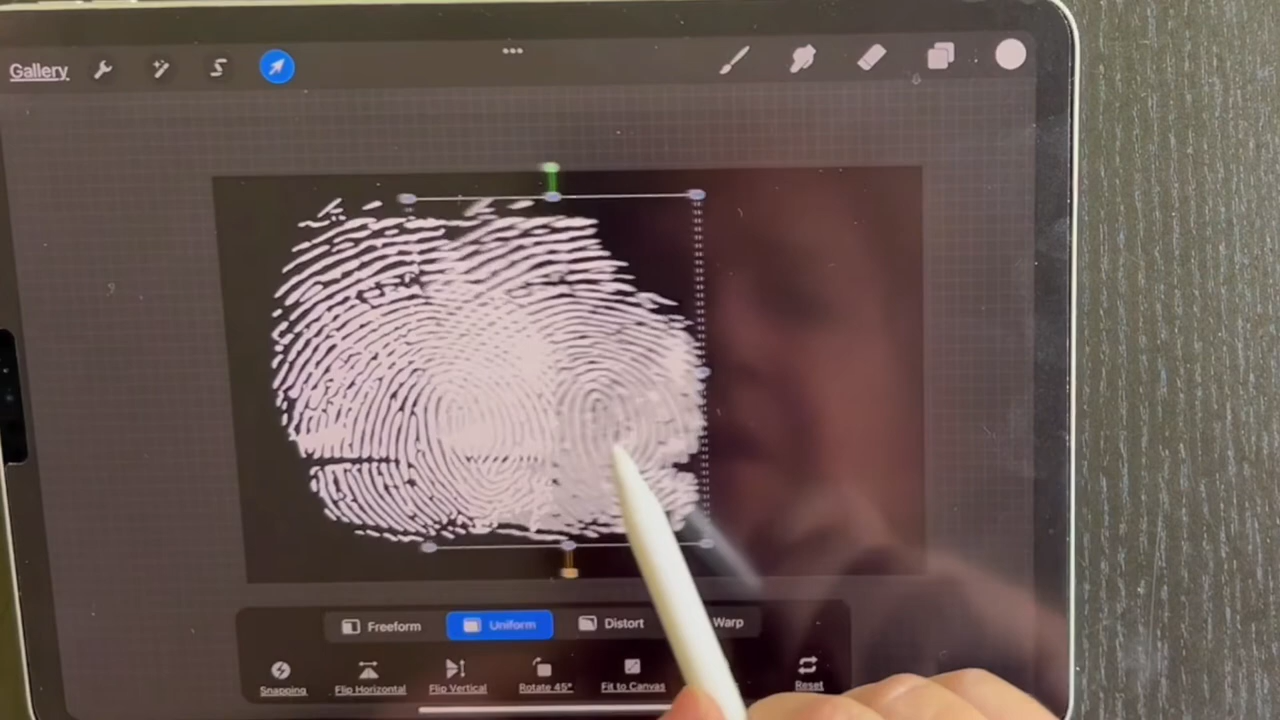 Gallery
Freeform
Uniform
Distort
Warp
Snapping
Flip Horizontal
Flip Vertical
Rotate 45°
Fit to Canvas
Reset